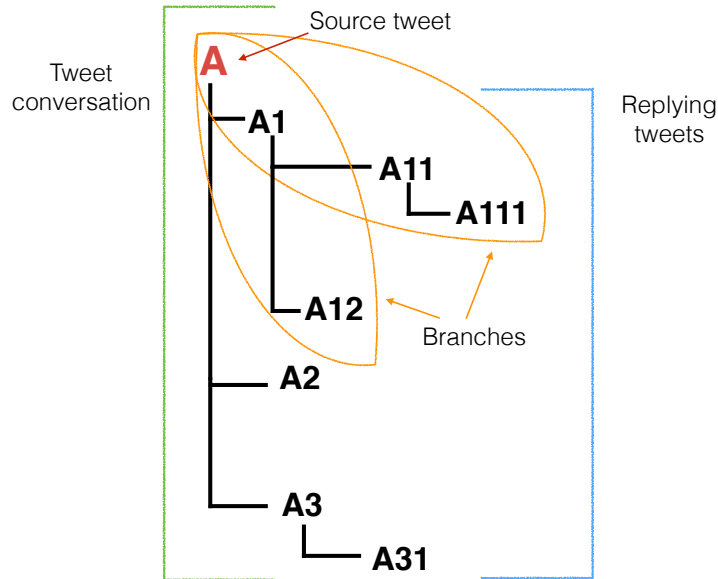 Source tweet
A
Tweet
conversation
Replying
tweets
A1
A11
A111
A12
Branches
A2
A3
A31